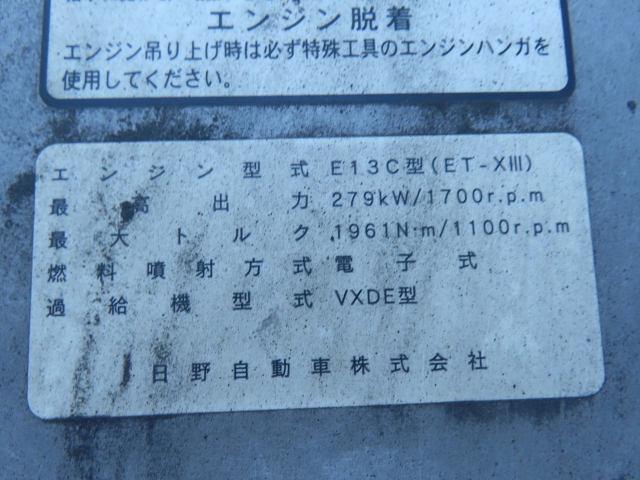 エンジン脱着
エンジン吊り上げ時は必ず特殊工具のエンジンハンガを
使用してください。
エンジン型式 E13C型(ET-XIII)
最高出力 279kW/1700r.p.m
最大トルク 1961N·m/1100r.p.m
燃料噴射方式 電子式
過給機型式 VXDE型
日野自動車株式会社